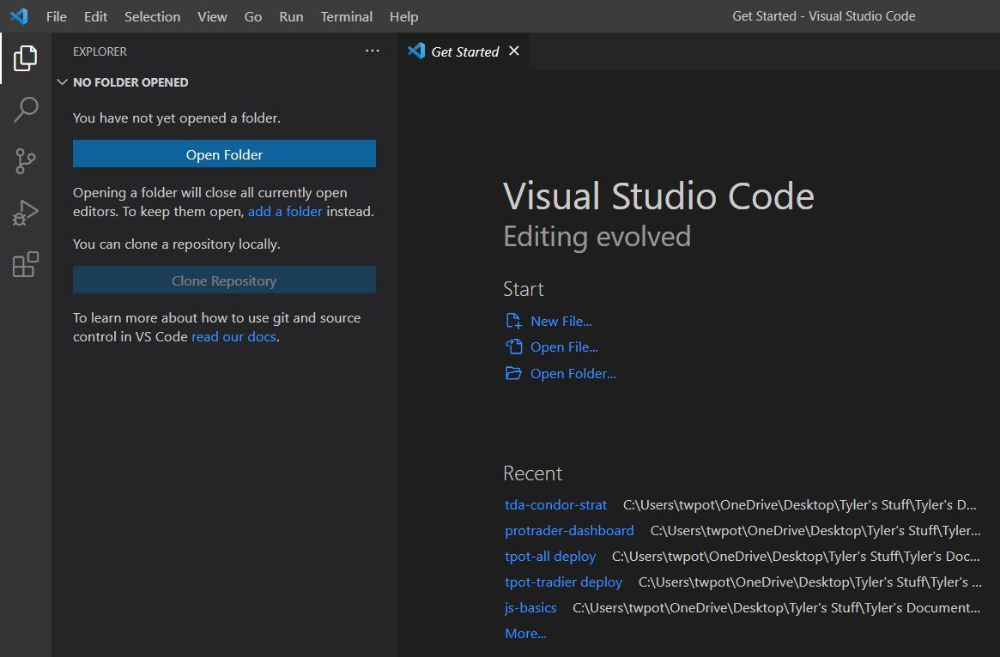 File Edit Selection View Go Run Terminal Help
Get Started - Visual Studio Code
EXPLORER ...
NO FOLDER OPENED
You have not yet opened a folder.
Open Folder
Opening a folder will close all currently open
editors. To keep them open, add a folder instead.
You can clone a repository locally.
Clone Repository
To learn more about how to use git and source
control in VS Code read our docs.
Get Started
Visual Studio Code
Editing evolved
Start
New File...
Open File...
Open Folder...
Recent
tda-condor-strat C:\Users\twpot\OneDrive\Desktop\Tyler's Stuff\Tyler's D...
protrader-dashboard C:\Users\twpot\OneDrive\Desktop\Tyler's Stuff\Tyler...
tpot-all deploy C:\Users\twpot\OneDrive\Desktop\Tyler's Stuff\Tyler's Doc...
tpot-tradier deploy C:\Users\twpot\OneDrive\Desktop\Tyler's Stuff\Tyler's ...
js-basics C:\Users\twpot\OneDrive\Desktop\Tyler's Stuff\Tyler's Document...
More...